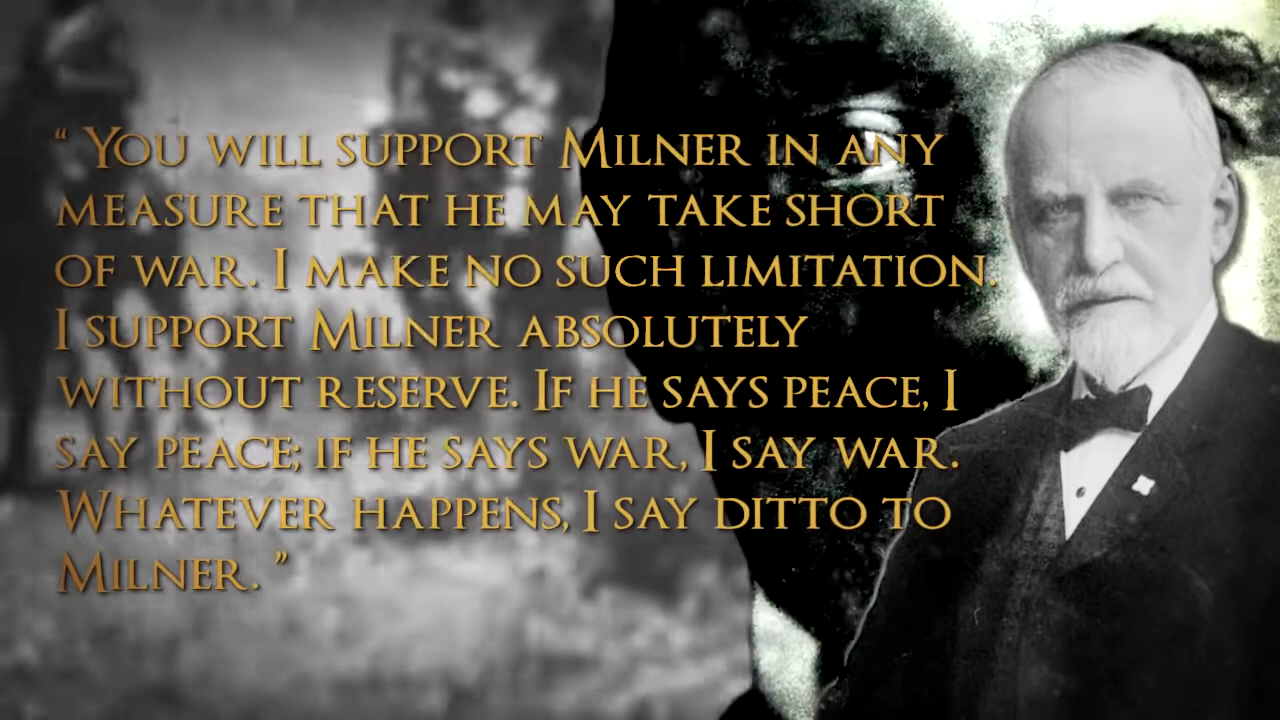 “ You will support Milner in any
measure that he may take short
of war. I make no such limitation.
I support Milner absolutely
without reserve. If he says peace, I
say peace; if he says war, I say war.
Whatever happens, I say ditto to
Milner. ”